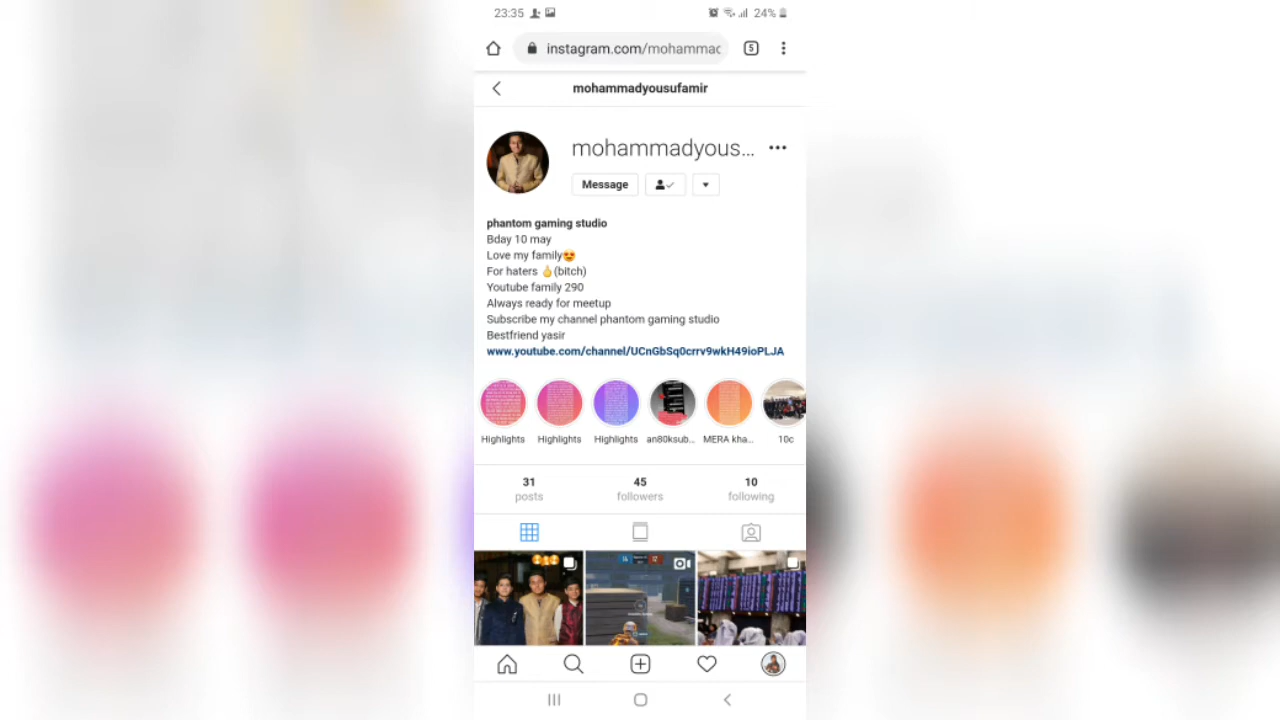 23:35
24%
instagram.com/mohammac
5
mohammadyousufamir
mohammadyous...
Message
phantom gaming studio
Bday 10 may
Love my family😍
For haters 🖕(bitch)
Youtube family 290
Always ready for meetup
Subscribe my channel phantom gaming studio
Bestfriend yasir
www.youtube.com/channel/UCnGbSq0crrv9wkH49ioPLJA
Highlights Highlights Highlights an80ksub... MERA kha... 10c
31 45 10
posts followers following